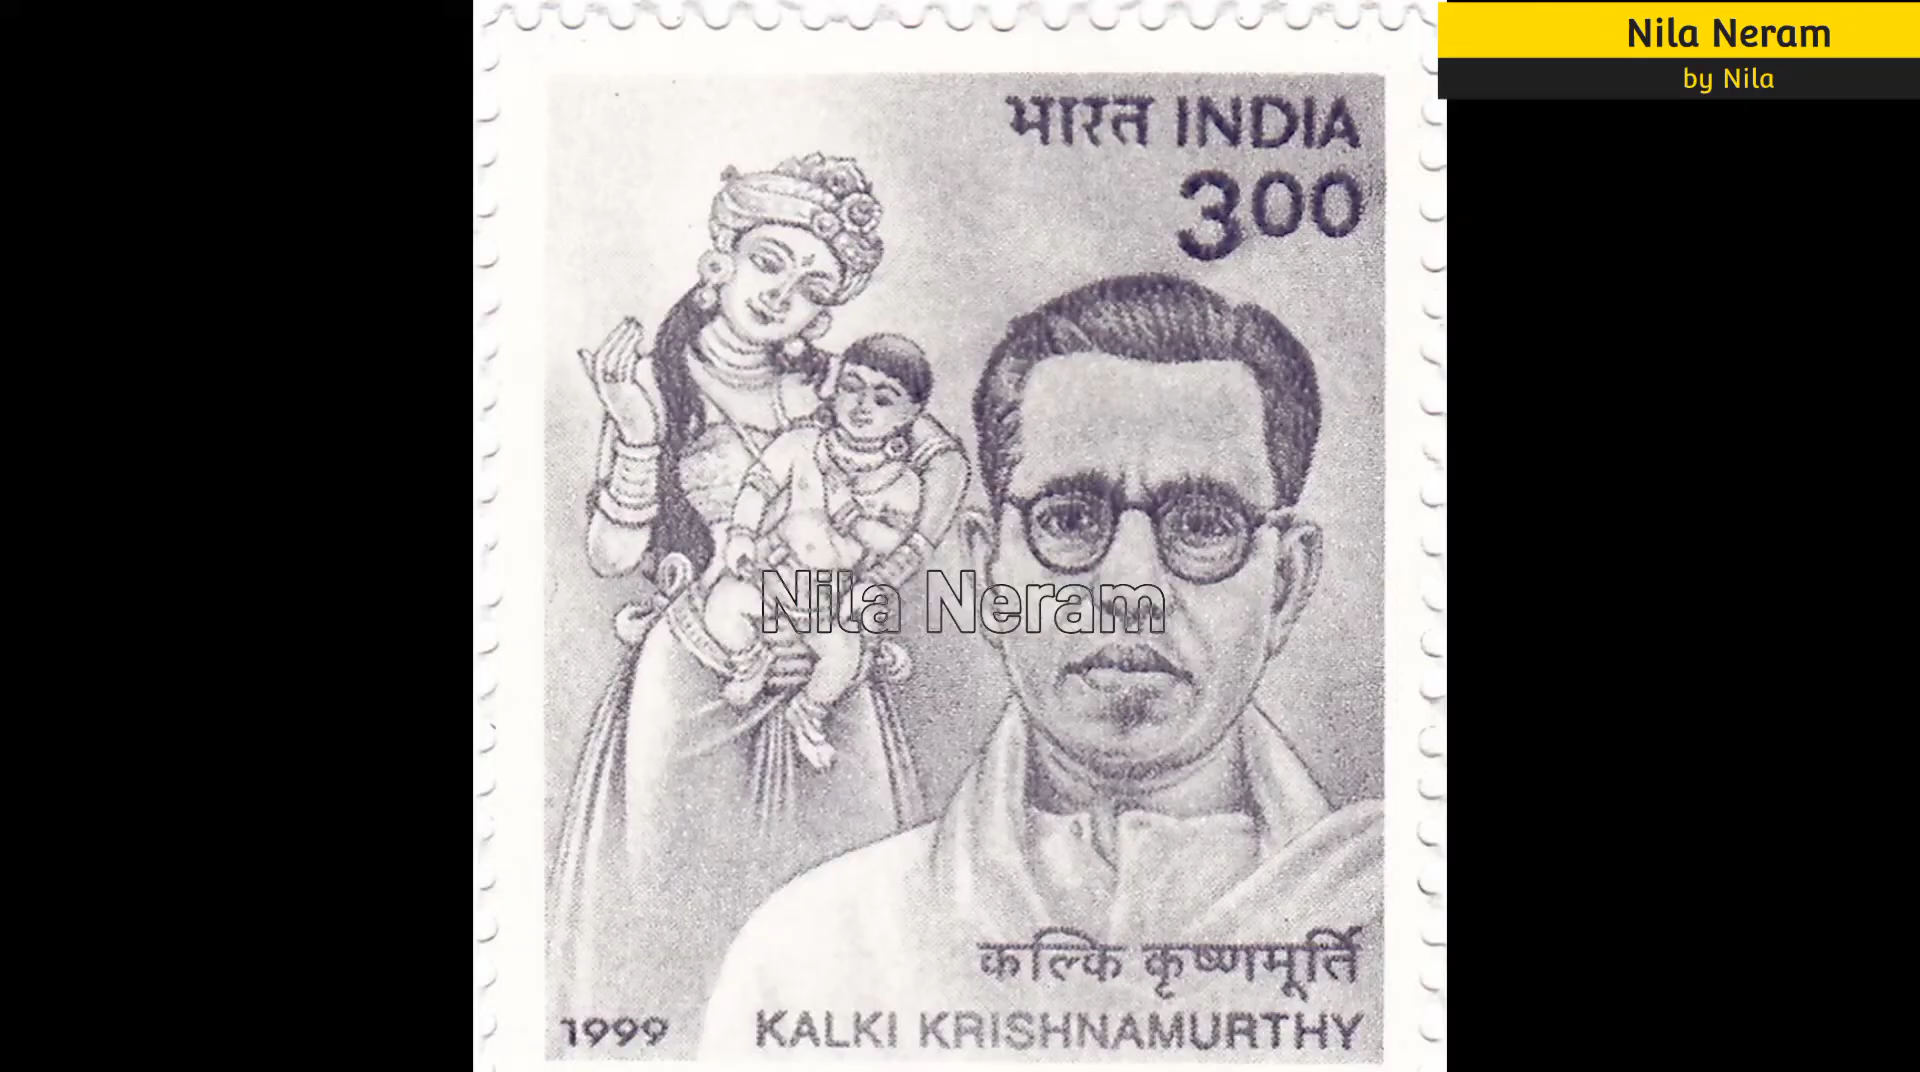 Nila Neram
by Nila
भारत INDIA
300
Nila Neram
कल्कि कृष्णमूर्ति
1999 KALKI KRISHNAMURTHY